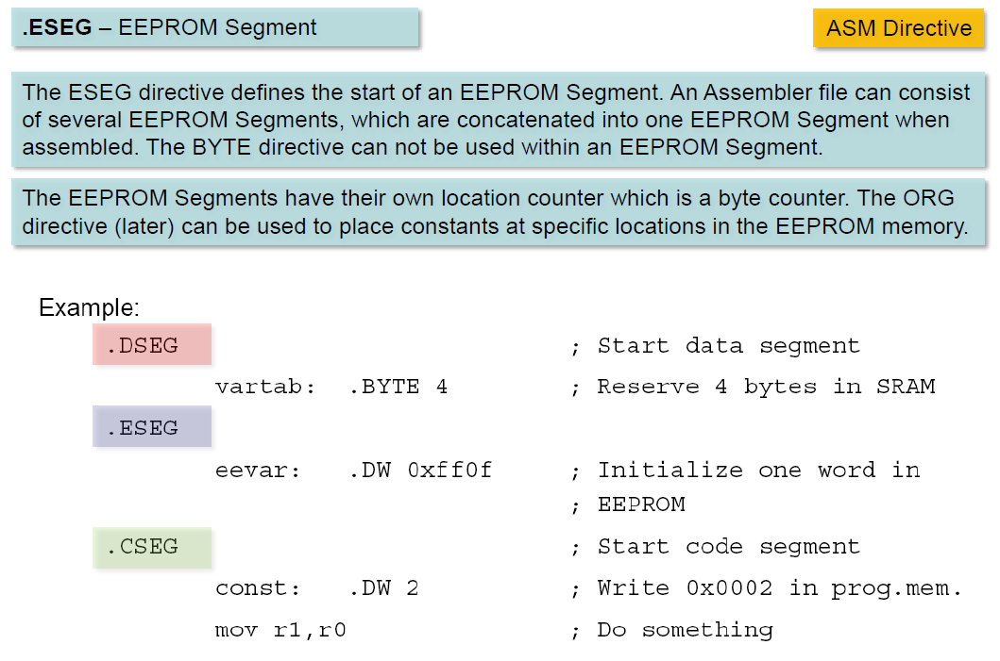 .ESEG – EEPROM Segment
ASM Directive
The ESEG directive defines the start of an EEPROM Segment. An Assembler file can consist
of several EEPROM Segments, which are concatenated into one EEPROM Segment when
assembled. The BYTE directive can not be used within an EEPROM Segment.
The EEPROM Segments have their own location counter which is a byte counter. The ORG
directive (later) can be used to place constants at specific locations in the EEPROM memory.
Example:
.DSEG ; Start data segment
vartab: .BYTE 4 ; Reserve 4 bytes in SRAM
.ESEG
eevar: .DW 0xff0f ; Initialize one word in
; EEPROM
.CSEG ; Start code segment
const: .DW 2 ; Write 0x0002 in prog.mem.
mov r1,r0 ; Do something